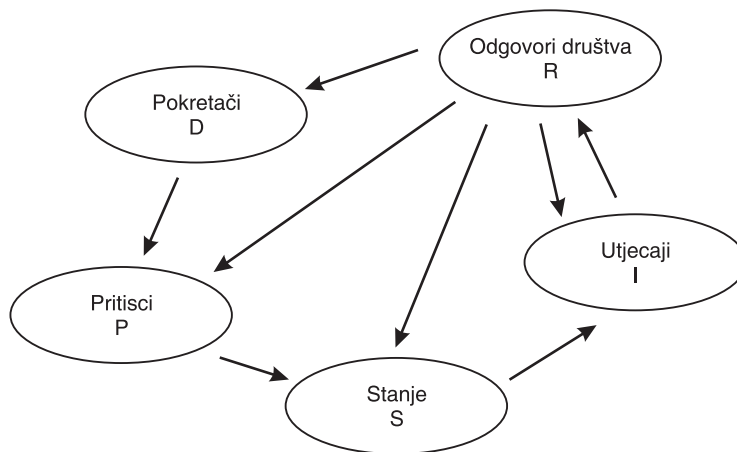 Odgovori društva
R
Pokretači
D
Utjecaji
I
Pritisci
P
Stanje
S